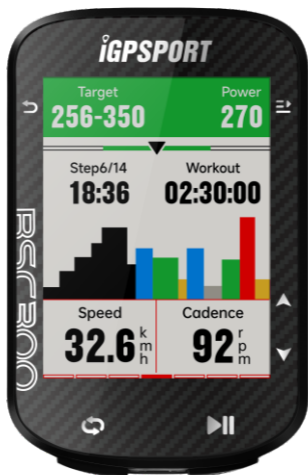 iGPSPORT
Target Power
256-350 270
Step6/14 Workout
18:36 02:30:00
Speed Cadence
32.6 kmh 92 rpm
BSC300